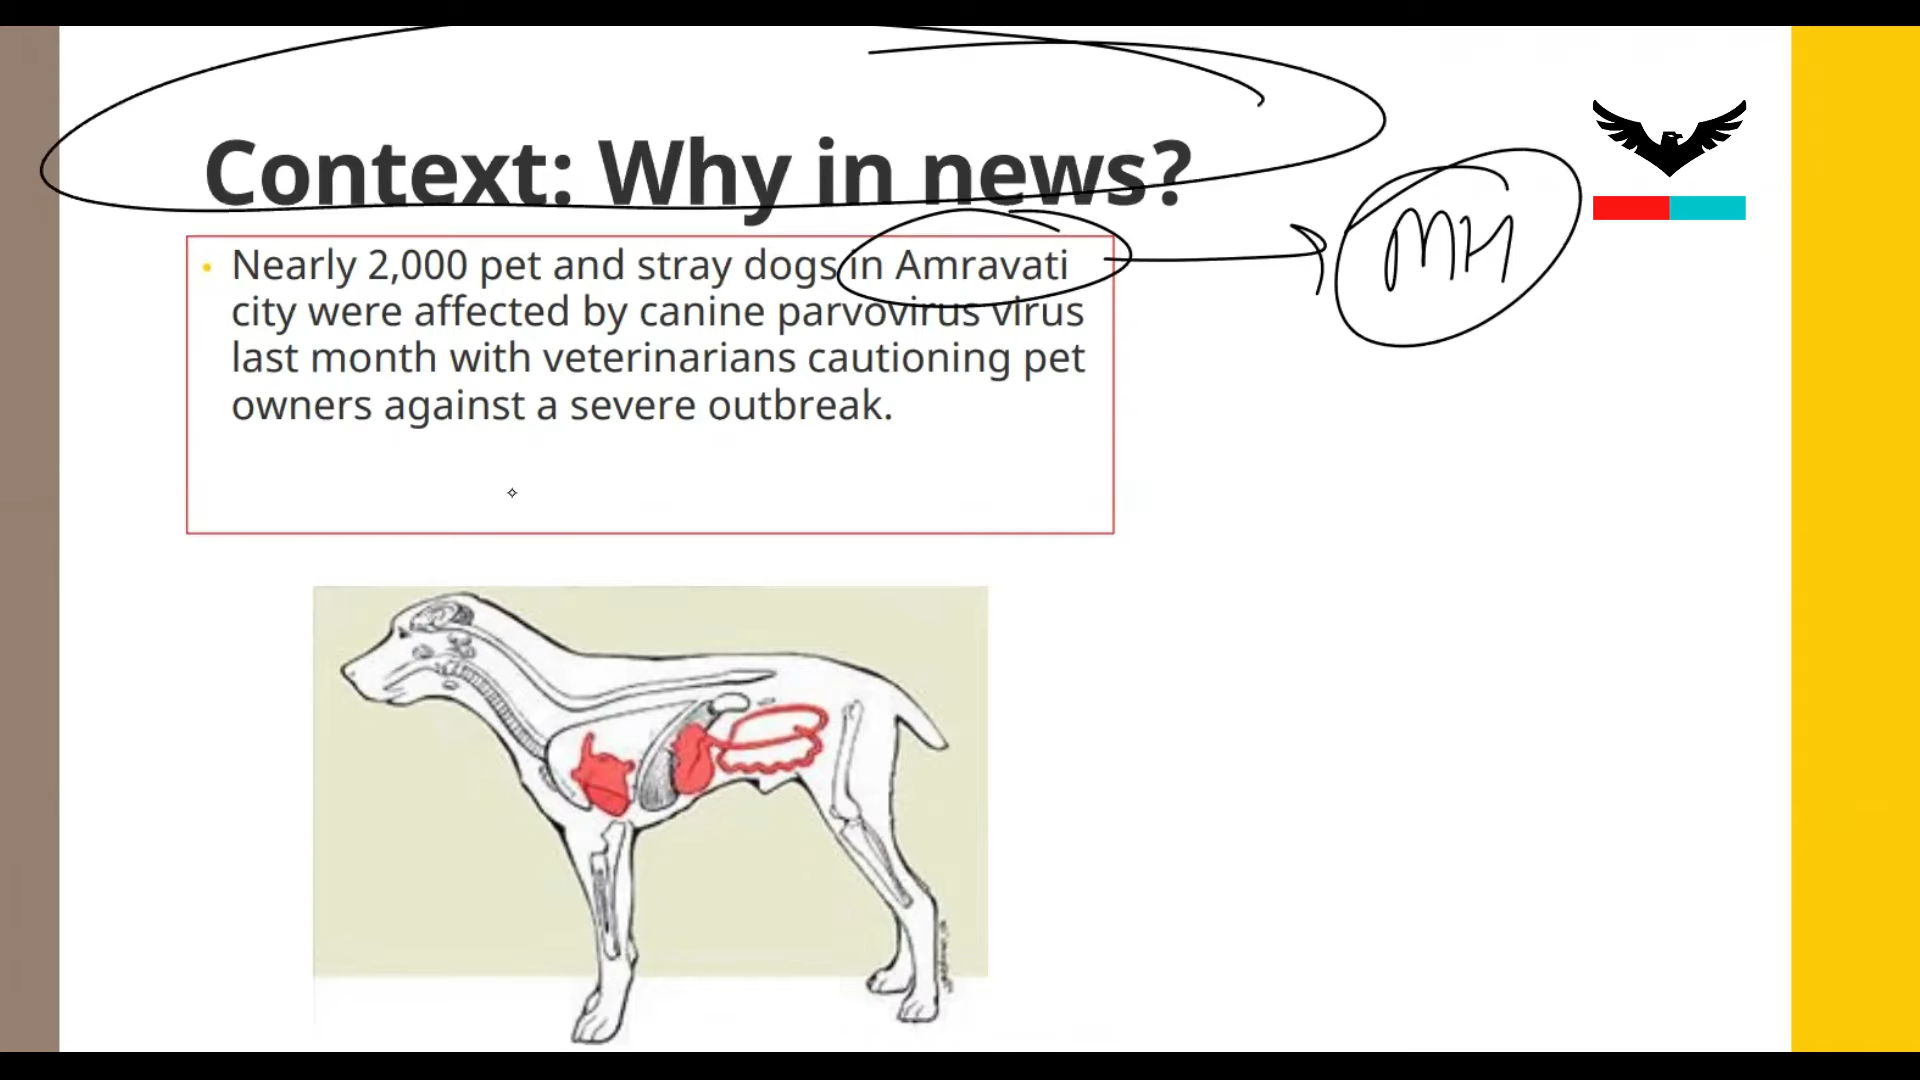 Context: Why in news?
• Nearly 2,000 pet and stray dogs in Amravati
city were affected by canine parvovirus virus
last month with veterinarians cautioning pet
owners against a severe outbreak.
MH